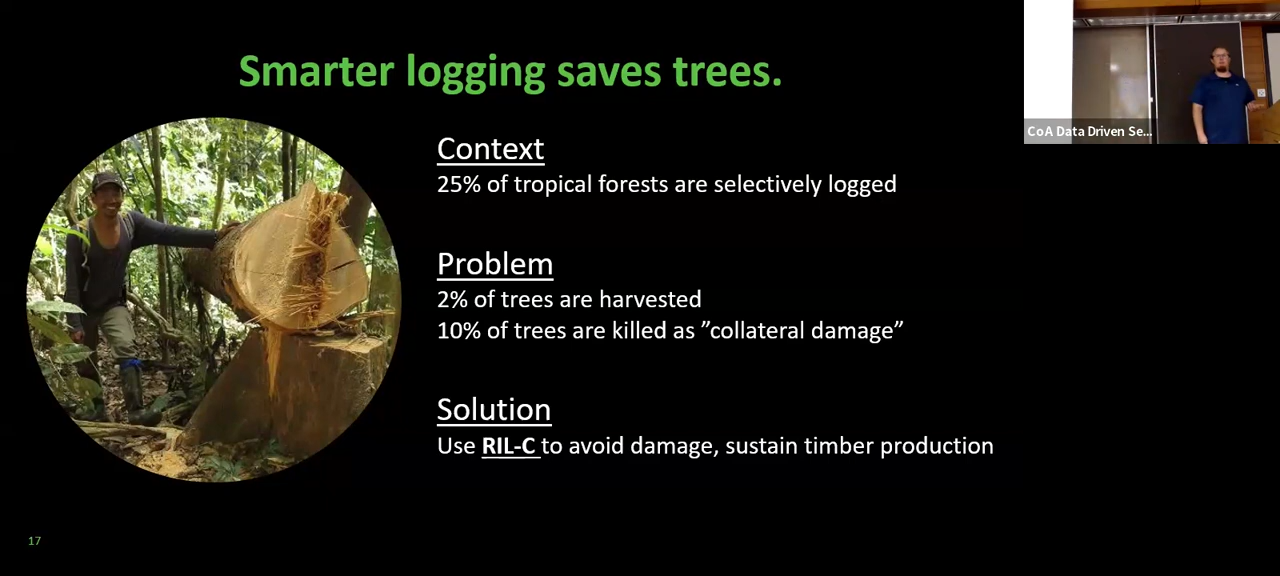 Smarter logging saves trees.
Context
25% of tropical forests are selectively logged
Problem
2% of trees are harvested
10% of trees are killed as ”collateral damage”
Solution
Use RIL-C to avoid damage, sustain timber production
17
CoA Data Driven Se...